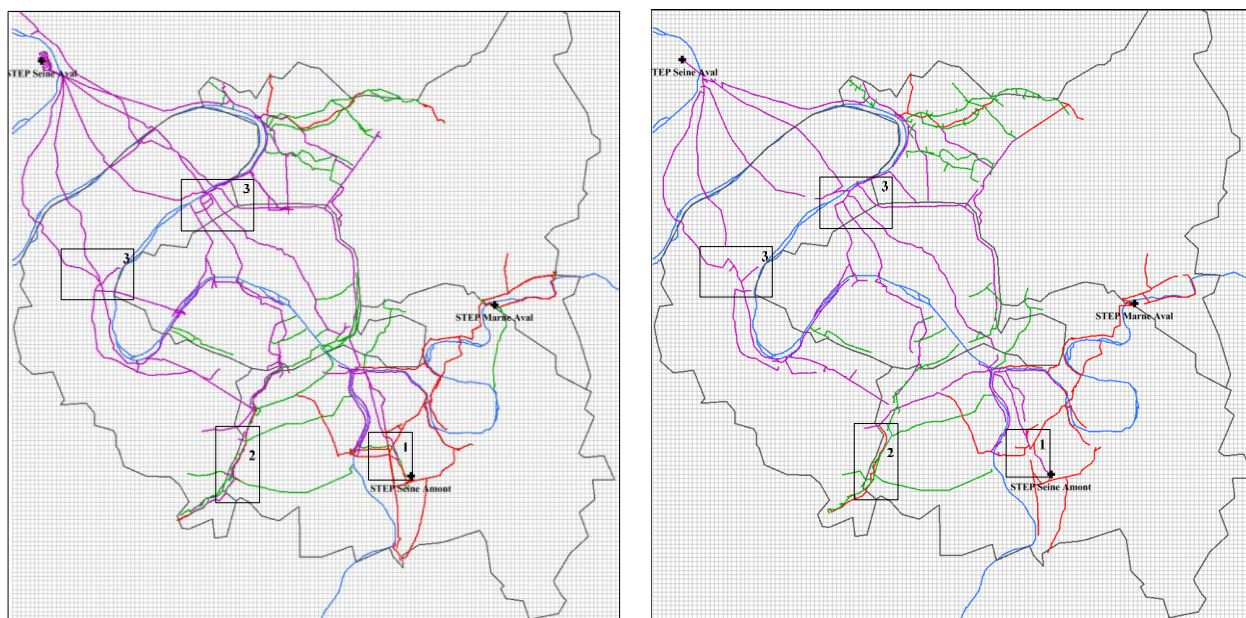 STEP Seine Aval
3
3
STEP Marne Aval
1
2
STEP Seine Amont
STEP Seine Aval
3
3
STEP Marne Aval
1
2
STEP Seine Amont